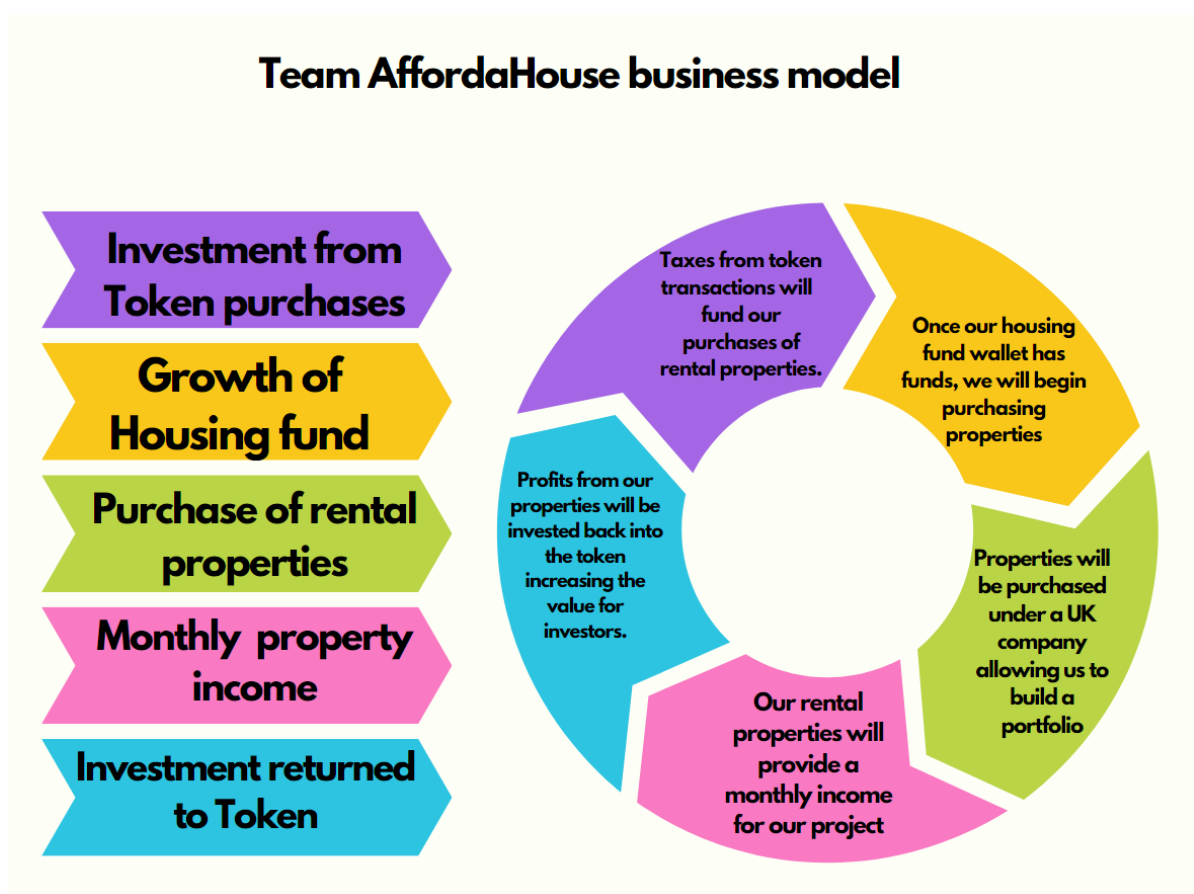 Team AffordaHouse business model
Investment from
Token purchases
Growth of
Housing fund
Purchase of rental
properties
Monthly property
income
Investment returned
to Token
Taxes from token
transactions will
fund our
purchases of
rental properties.
Once our housing
fund wallet has
funds, we will begin
purchasing
properties
Properties will
be purchased
under a UK
company
allowing us to
build a
portfolio
Our rental
properties will
provide a
monthly income
for our project
Profits from our
properties will be
invested back into
the token
increasing the
value for
investors.